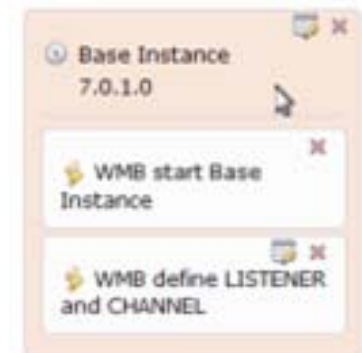 Base Instance
7.0.1.0
WMB start Base
Instance
WMB define LISTENER
and CHANNEL